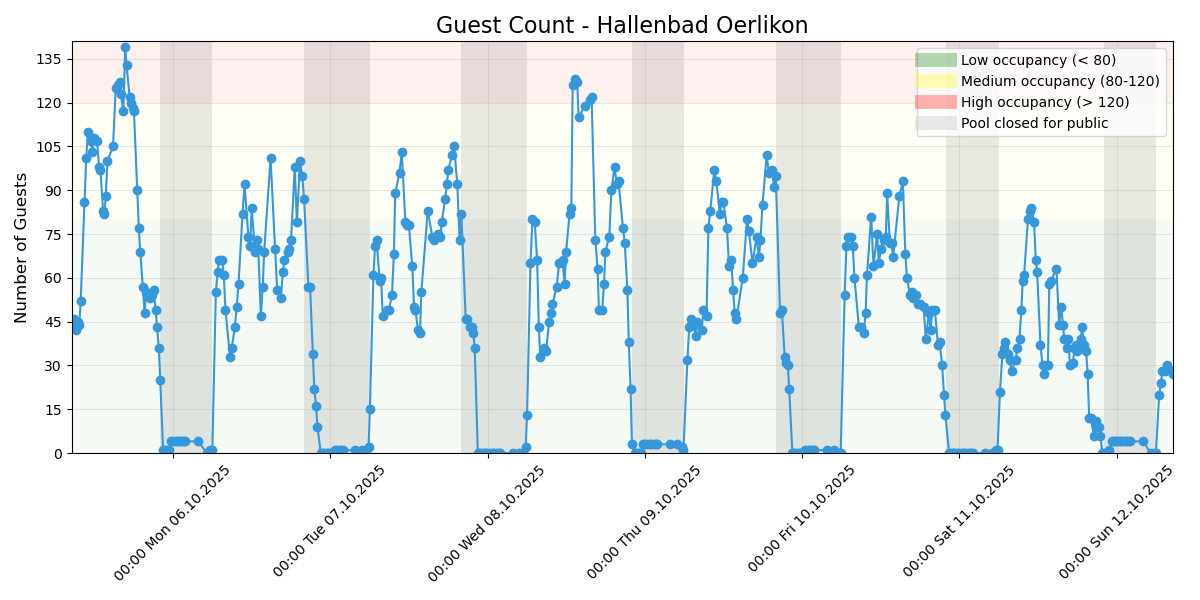 Guest Count - Hallenbad Oerlikon
Low occupancy (< 80)
Medium occupancy (80-120)
High occupancy (> 120)
Pool closed for public
Number of Guests
135
120
105
90
75
60
45
30
15
0
00:00 Mon 06.10.2025
00:00 Tue 07.10.2025
00:00 Wed 08.10.2025
00:00 Thu 09.10.2025
00:00 Fri 10.10.2025
00:00 Sat 11.10.2025
00:00 Sun 12.10.2025